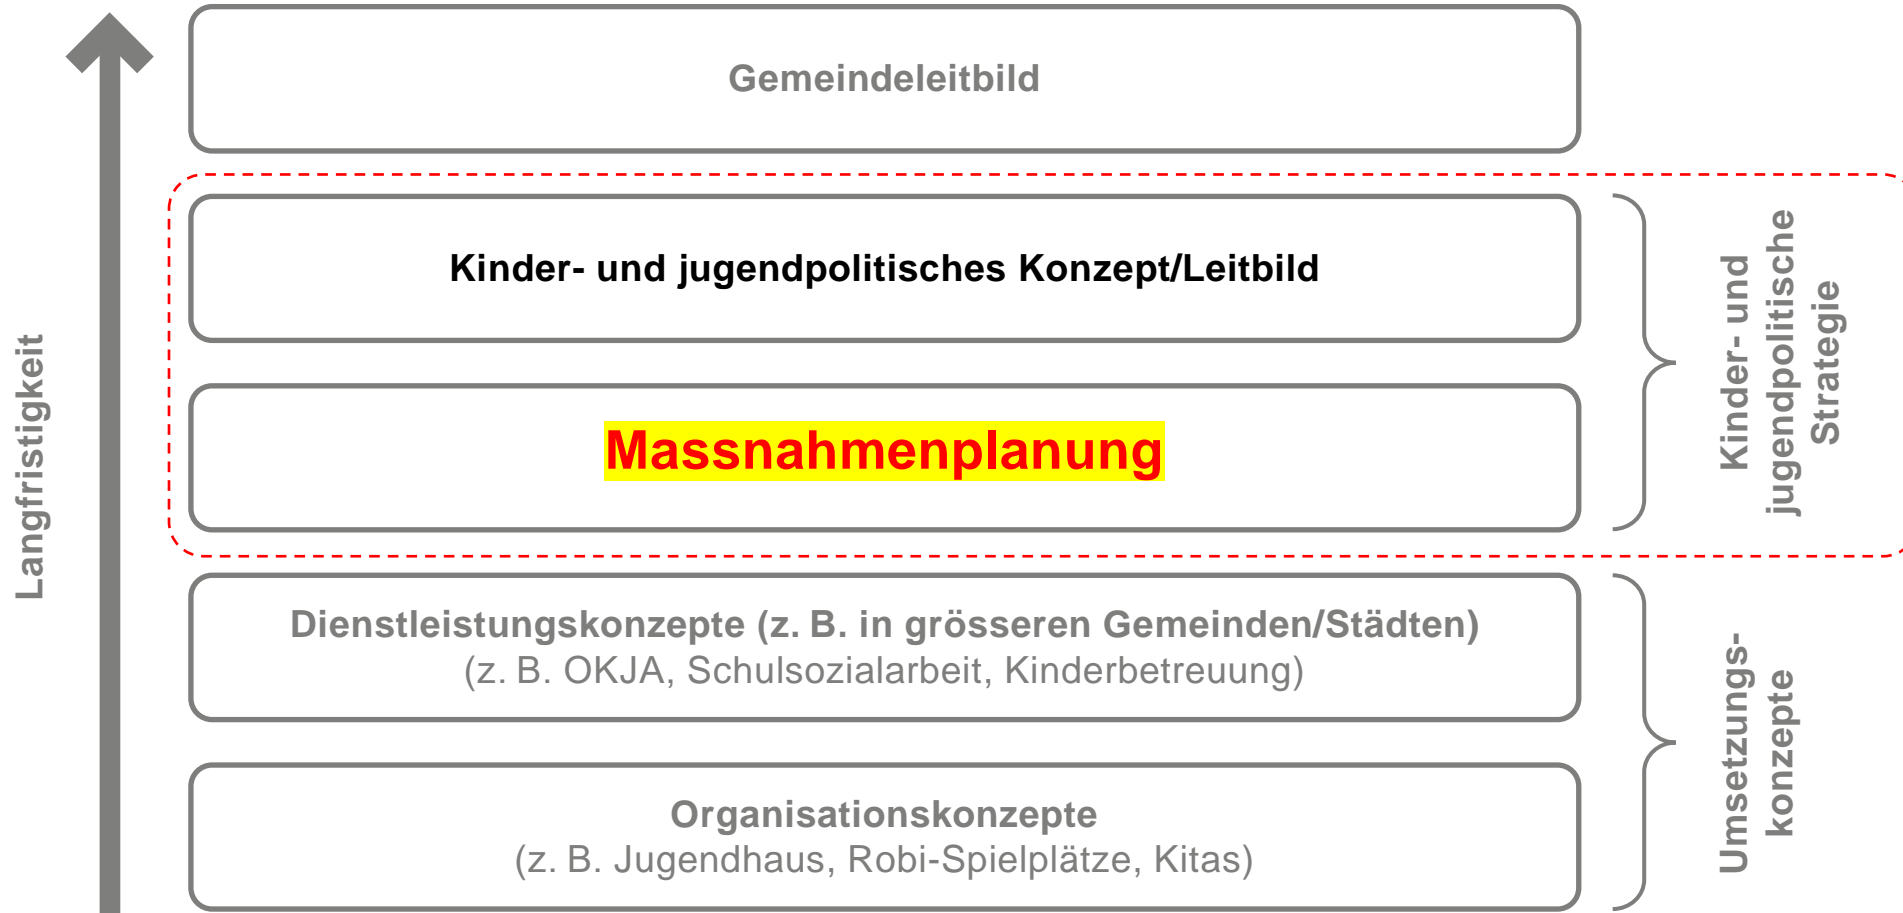 Gemeindeleitbild
Kinder- und jugendpolitisches Konzept/Leitbild
Massnahmenplanung
Dienstleistungskonzepte (z. B. in grösseren Gemeinden/Städten)
(z. B. OKJA, Schulsozialarbeit, Kinderbetreuung)
Organisationskonzepte
(z. B. Jugendhaus, Robi-Spielplätze, Kitas)
Langfristigkeit
Kinder- und
jugendpolitische
Strategie
Umsetzungs-
konzepte